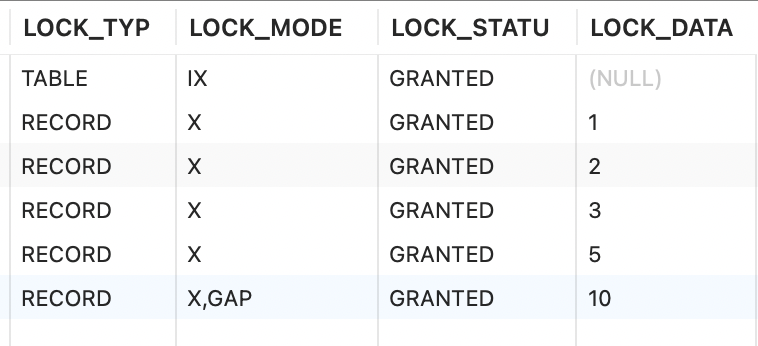 LOCK_TYP LOCK_MODE LOCK_STATU LOCK_DATA
TABLE IX GRANTED (NULL)
RECORD X GRANTED 1
RECORD X GRANTED 2
RECORD X GRANTED 3
RECORD X GRANTED 5
RECORD X,GAP GRANTED 10